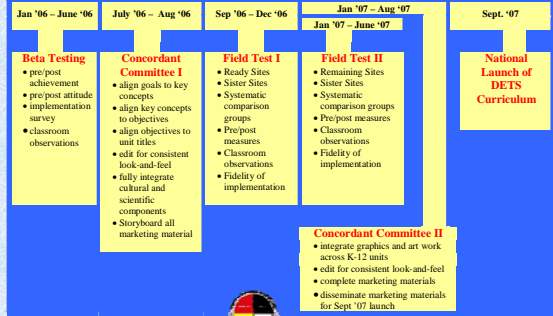 Jan ’06 – June ‘06
July ’06 – Aug ‘06
Sep ’06 – Dec ‘06
Jan ’07 – Aug ‘07
Jan ’07 – June ‘07
Sept. ‘07
Beta Testing
• pre/post
achievement
• pre/post attitude
• implementation
survey
• classroom
observations
Concordant
Committee I
• align goals to key
concepts
• align key concepts
to objectives
• align objectives to
unit titles
• edit for consistent
look-and-feel
• fully integrate
cultural and
scientific
components
• Storyboard all
marketing material
Field Test I
• Ready Sites
• Sister Sites
• Systematic
comparison
groups
• Pre/post
measures
• Classroom
observations
• Fidelity of
implementation
Field Test II
• Remaining Sites
• Sister Sites
• Systematic
comparison groups
• Pre/post measures
• Classroom
observations
• Fidelity of
implementation
National
Launch of
DETS
Curriculum
Concordant Committee II
• integrate graphics and art work
across K-12 units
• edit for consistent look-and-feel
• complete marketing materials
• disseminate marketing materials
for Sept ’07 launch